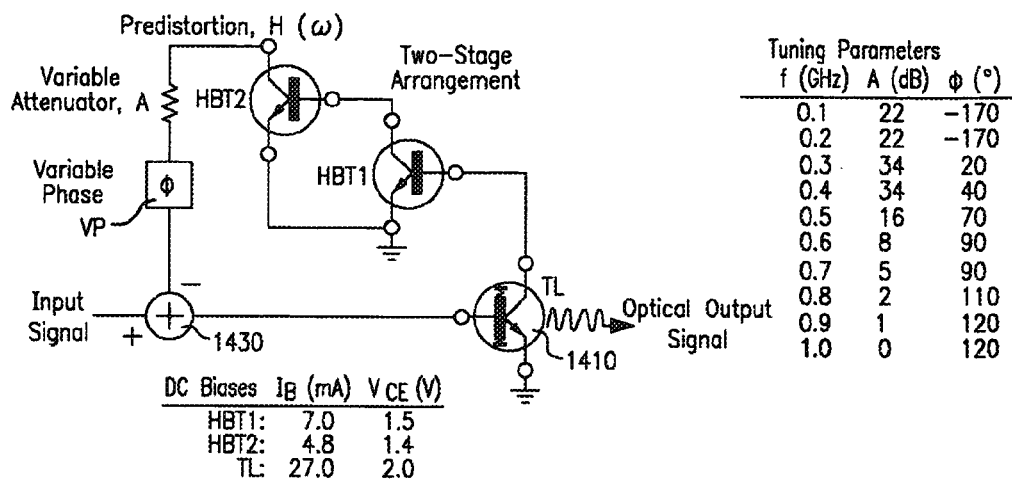 Predistortion, H (ω)
Two-Stage
Arrangement
Variable
Attenuator, A
HBT2
HBT1
Variable
Phase
ϕ
VP
−
Input
Signal
+
+
1430
TL
1410
Optical Output
Signal
DC Biases IB (mA) VCE (V)
HBT1: 7.0 1.5
HBT2: 4.8 1.4
TL: 27.0 2.0
Tuning Parameters
f (GHz) A (dB) ϕ (°)
0.1 22 −170
0.2 22 −170
0.3 34 20
0.4 34 40
0.5 16 70
0.6 8 90
0.7 5 90
0.8 2 110
0.9 1 120
1.0 0 120